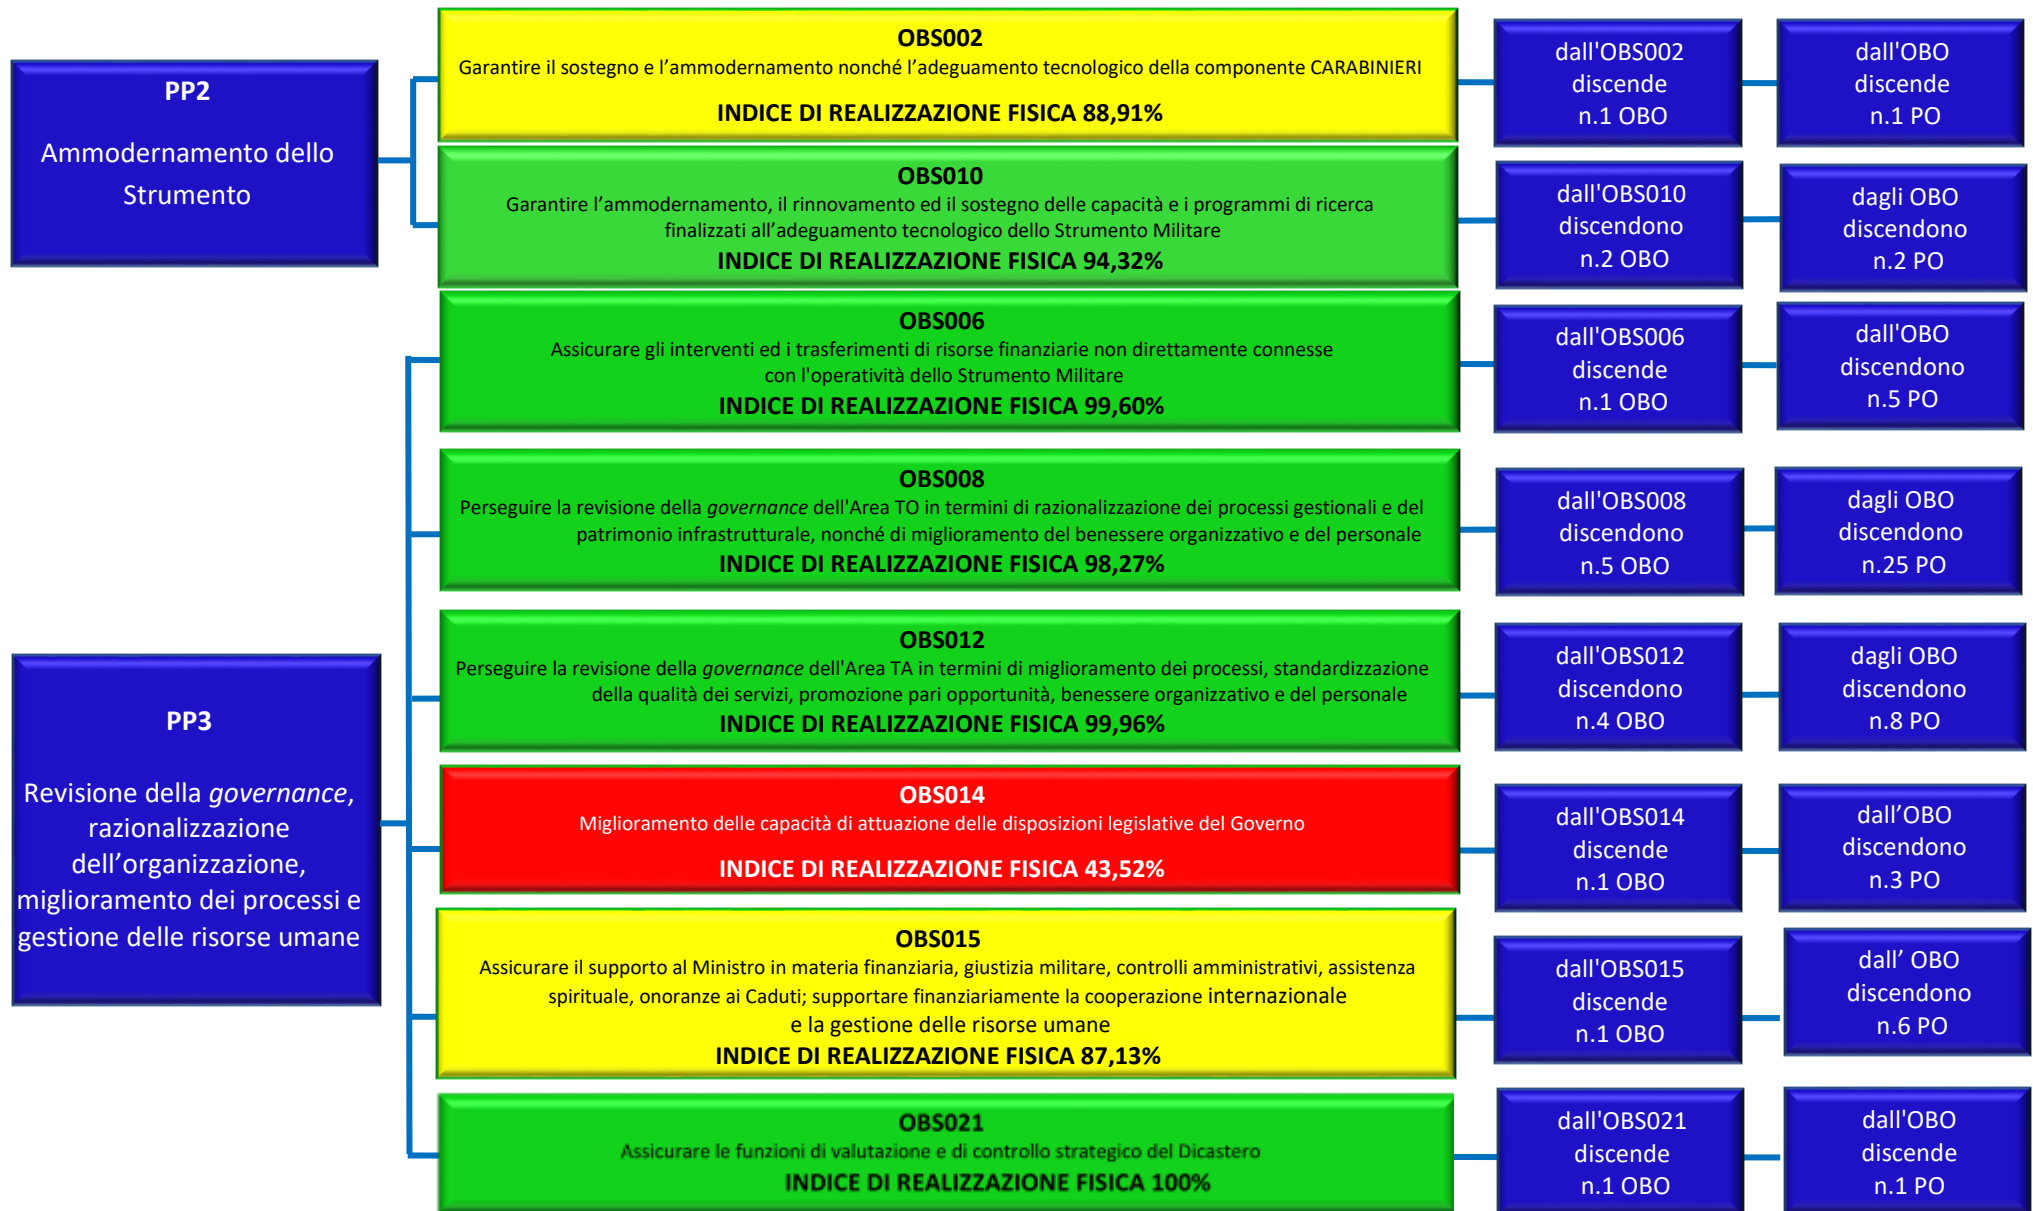 PP2
Ammodernamento dello
Strumento
OBS002
Garantire il sostegno e l’ammodernamento nonché l’adeguamento tecnologico della componente CARABINIERI
INDICE DI REALIZZAZIONE FISICA 88,91%
dall'OBS002
discende
n.1 OBO
dall'OBO
discende
n.1 PO
OBS010
Garantire l’ammodernamento, il rinnovamento ed il sostegno delle capacità e i programmi di ricerca
finalizzati all’adeguamento tecnologico dello Strumento Militare
INDICE DI REALIZZAZIONE FISICA 94,32%
dall'OBS010
discendono
n.2 OBO
dagli OBO
discendono
n.2 PO
PP3
Revisione della governance,
razionalizzazione
dell’organizzazione,
miglioramento dei processi e
gestione delle risorse umane
OBS006
Assicurare gli interventi ed i trasferimenti di risorse finanziarie non direttamente connesse
con l'operatività dello Strumento Militare
INDICE DI REALIZZAZIONE FISICA 99,60%
dall'OBS006
discende
n.1 OBO
dall'OBO
discendono
n.5 PO
OBS008
Perseguire la revisione della governance dell'Area TO in termini di razionalizzazione dei processi gestionali e del
patrimonio infrastrutturale, nonché di miglioramento del benessere organizzativo e del personale
INDICE DI REALIZZAZIONE FISICA 98,27%
dall'OBS008
discendono
n.5 OBO
dagli OBO
discendono
n.25 PO
OBS012
Perseguire la revisione della governance dell'Area TA in termini di miglioramento dei processi, standardizzazione
della qualità dei servizi, promozione pari opportunità, benessere organizzativo e del personale
INDICE DI REALIZZAZIONE FISICA 99,96%
dall'OBS012
discendono
n.4 OBO
dagli OBO
discendono
n.8 PO
OBS014
Miglioramento delle capacità di attuazione delle disposizioni legislative del Governo
INDICE DI REALIZZAZIONE FISICA 43,52%
dall'OBS014
discende
n.1 OBO
dall’OBO
discendono
n.3 PO
OBS015
Assicurare il supporto al Ministro in materia finanziaria, giustizia militare, controlli amministrativi, assistenza
spirituale, onoranze ai Caduti; supportare finanziariamente la cooperazione internazionale
e la gestione delle risorse umane
INDICE DI REALIZZAZIONE FISICA 87,13%
dall'OBS015
discende
n.1 OBO
dall’ OBO
discendono
n.6 PO
OBS021
Assicurare le funzioni di valutazione e di controllo strategico del Dicastero
INDICE DI REALIZZAZIONE FISICA 100%
dall'OBS021
discende
n.1 OBO
dall'OBO
discende
n.1 PO